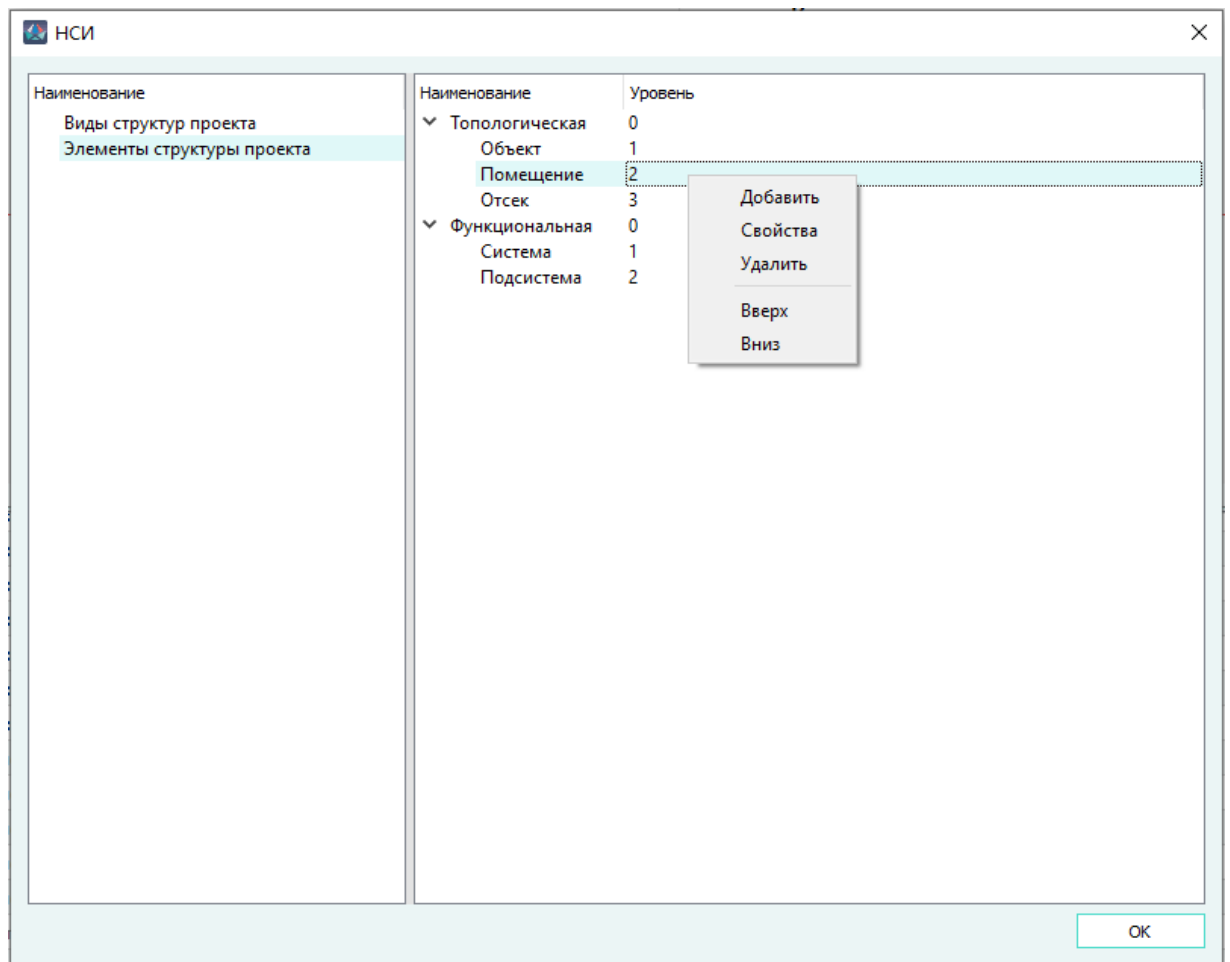 НСИ
Наименование
Виды структур проекта
Элементы структуры проекта
Наименование Уровень
Топологическая 0
Объект 1
Помещение 2
Отсек 3
Функциональная 0
Система 1
Подсистема 2
Добавить
Свойства
Удалить
Вверх
Вниз
ОК